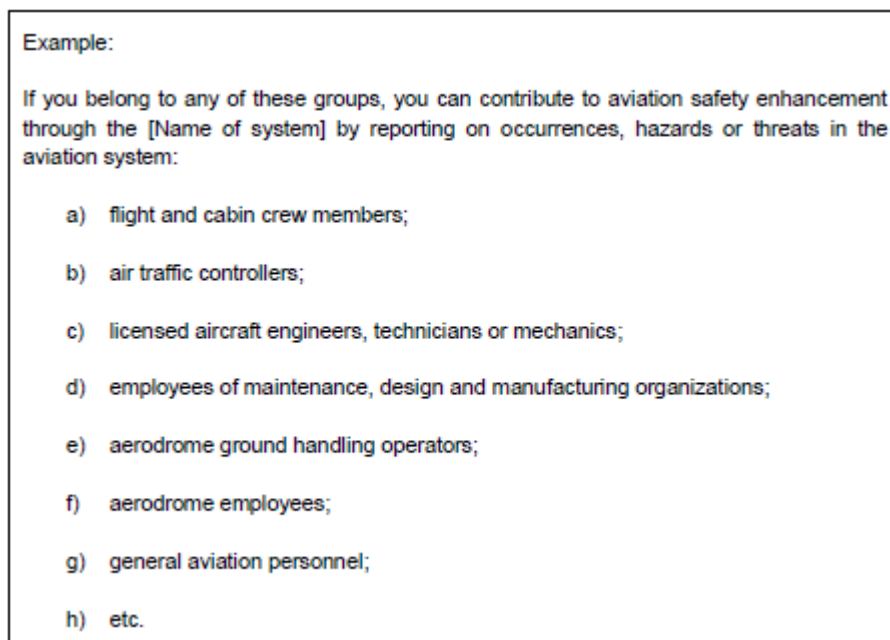 Example:
If you belong to any of these groups, you can contribute to aviation safety enhancement
through the [Name of system] by reporting on occurrences, hazards or threats in the
aviation system:
a) flight and cabin crew members;
b) air traffic controllers;
c) licensed aircraft engineers, technicians or mechanics;
d) employees of maintenance, design and manufacturing organizations;
e) aerodrome ground handling operators;
f) aerodrome employees;
g) general aviation personnel;
h) etc.